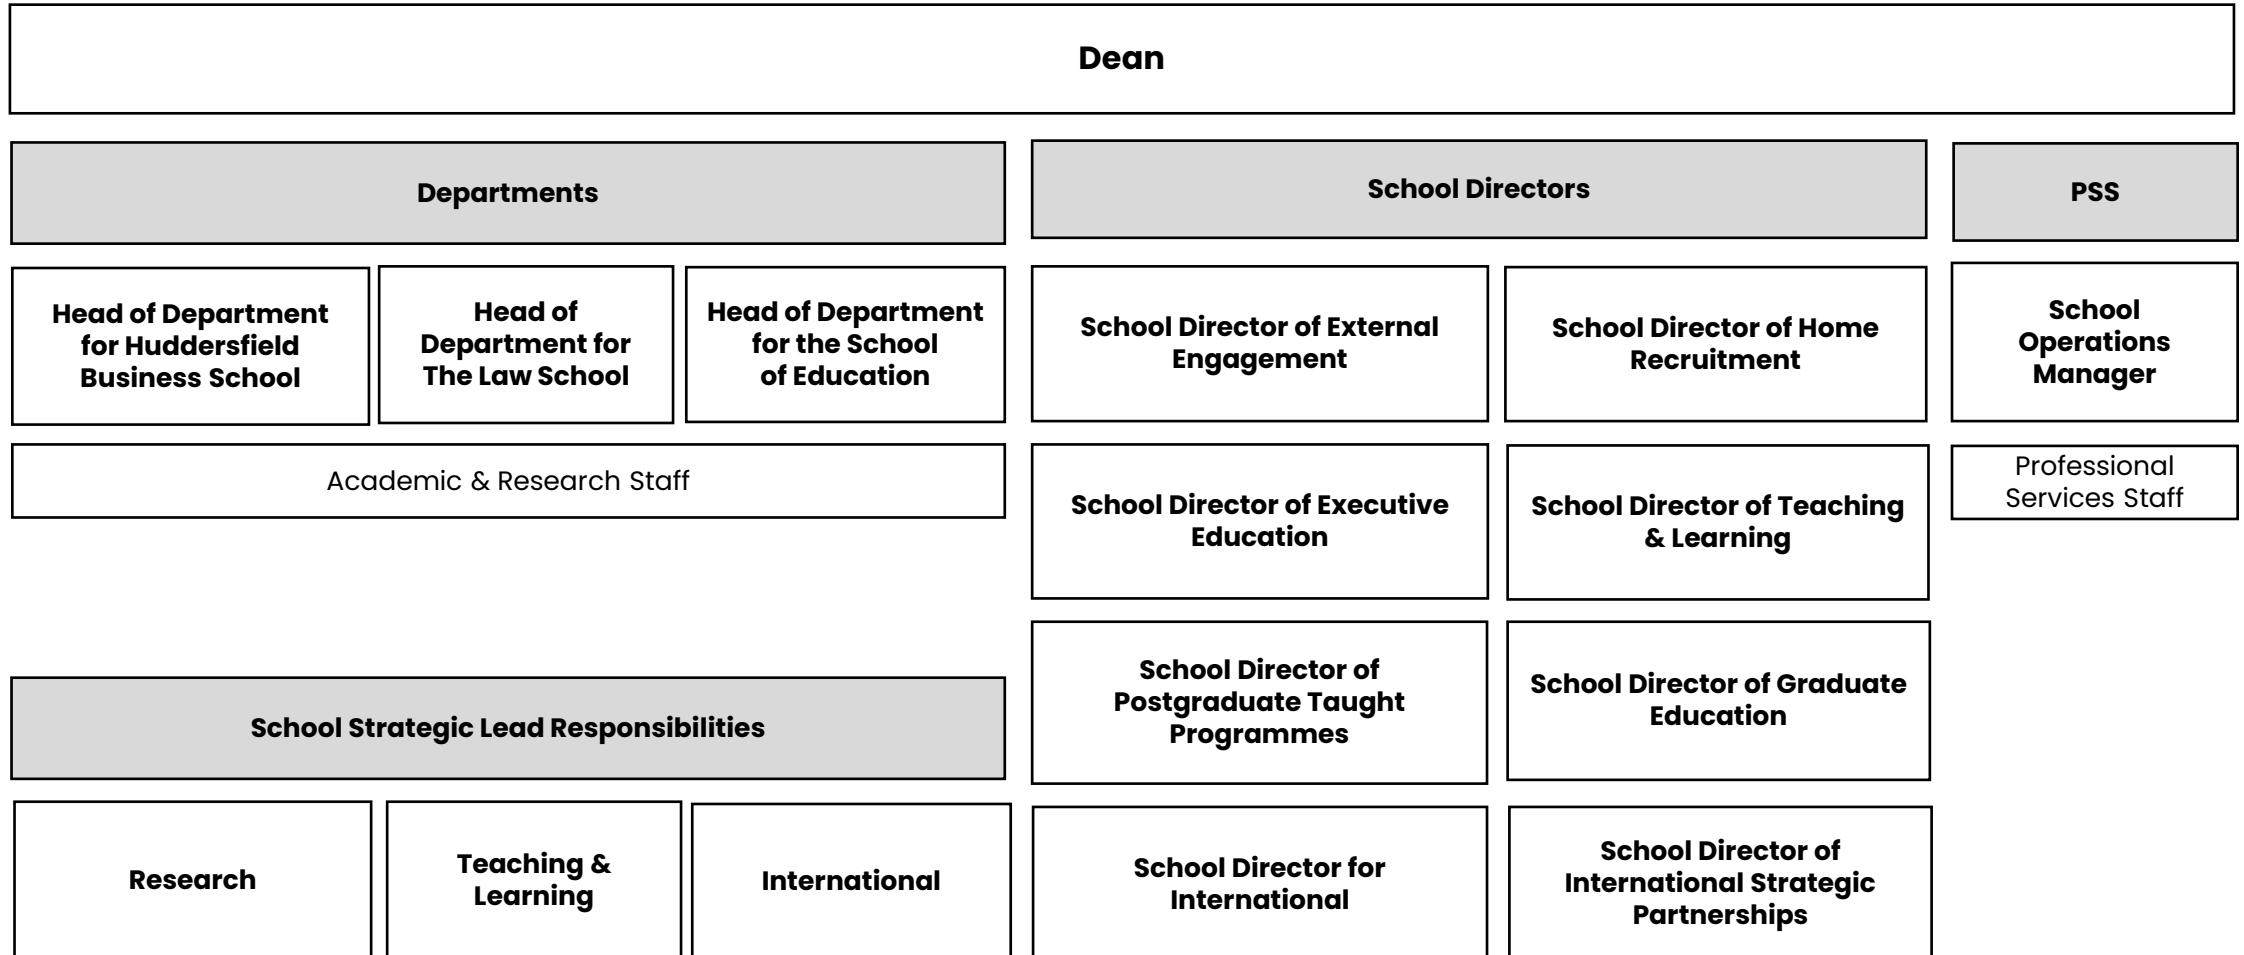 Dean
Departments
School Directors
PSS
Head of Department
for Huddersfield
Business School
Head of
Department for
The Law School
Head of Department
for the School
of Education
School Director of External
Engagement
School Director of Home
Recruitment
School
Operations
Manager
Academic & Research Staff
School Director of Executive
Education
School Director of Teaching
& Learning
Professional
Services Staff
School Director of
Postgraduate Taught
Programmes
School Director of Graduate
Education
School Strategic Lead Responsibilities
Research
Teaching &
Learning
International
School Director for
International
School Director of
International Strategic
Partnerships